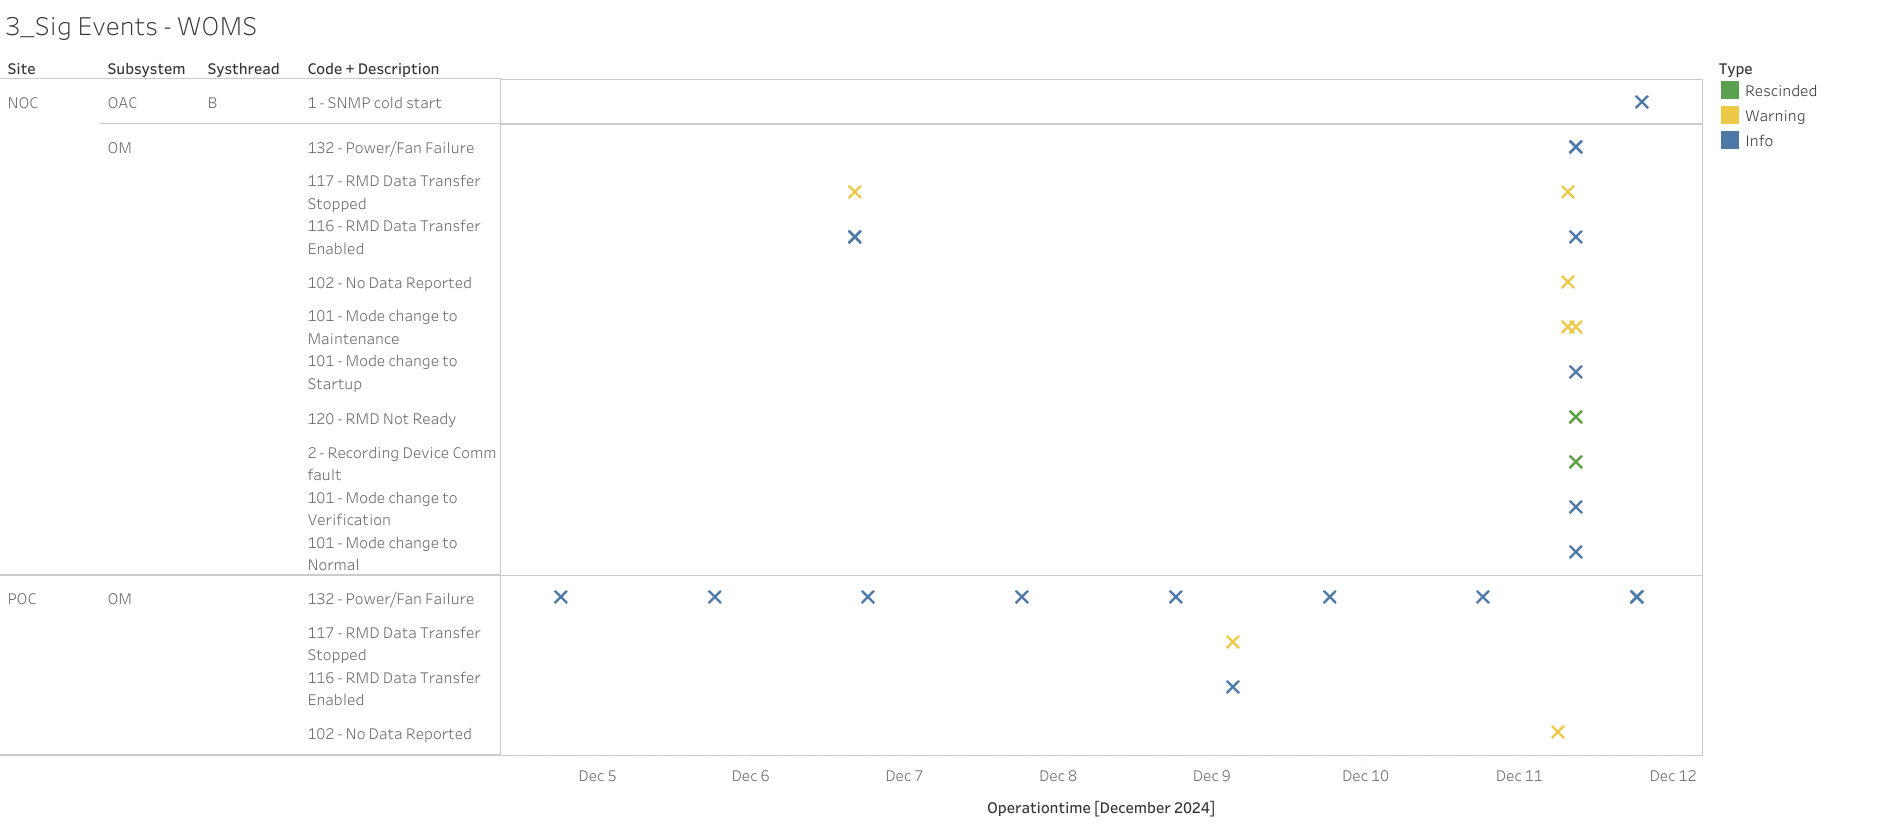 3_Sig Events - WOMS
Site Subsystem Systhread Code + Description
Type
Rescinded
Warning
Info
NOC OAC B 1 - SNMP cold start
OM 132 - Power/Fan Failure
117 - RMD Data Transfer
Stopped
116 - RMD Data Transfer
Enabled
102 - No Data Reported
101 - Mode change to
Maintenance
101 - Mode change to
Startup
120 - RMD Not Ready
2 - Recording Device Comm
fault
101 - Mode change to
Verification
101 - Mode change to
Normal
POC OM 132 - Power/Fan Failure
117 - RMD Data Transfer
Stopped
116 - RMD Data Transfer
Enabled
102 - No Data Reported
Dec 5 Dec 6 Dec 7 Dec 8 Dec 9 Dec 10 Dec 11 Dec 12
Operationtime [December 2024]